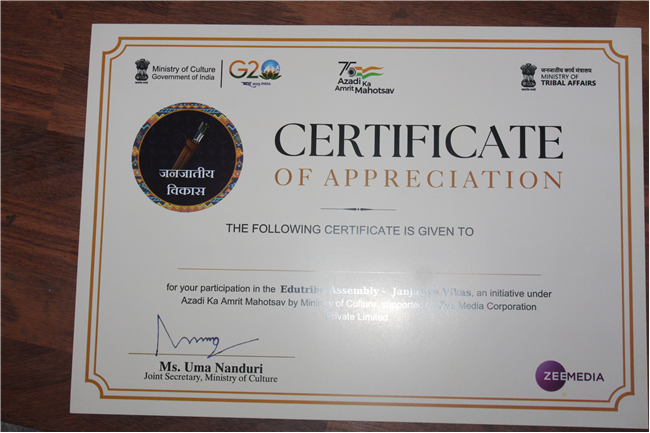 Ministry of Culture
Government of India
G20
75
Azadi Ka
Amrit Mahotsav
जनजातीय कार्य मंत्रालय
MINISTRY OF
TRIBAL AFFAIRS
जनजातीय
विकास
CERTIFICATE
OF APPRECIATION
THE FOLLOWING CERTIFICATE IS GIVEN TO
for your participation in the Edutribe Assembly - Vikas, an initiative under
Azadi Ka Amrit Mahotsav by Ministry of Culture, supported by Zee Media Corporation
Private Limited
Ms. Uma Nanduri
Joint Secretary, Ministry of Culture
ZEEMEDIA